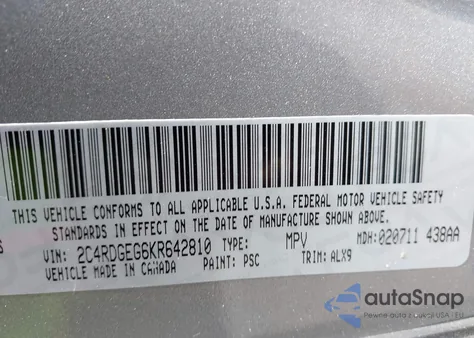 THIS VEHICLE CONFORMS TO ALL APPLICABLE U.S.A. FEDERAL MOTOR VEHICLE SAFETY
STANDARDS IN EFFECT ON THE DATE OF MANUFACTURE SHOWN ABOVE.
VIN: 2C4RDGEG6KR642810 TYPE: MPV MDH:020711 438AA
VEHICLE MADE IN CANADA PAINT: PSC TRIM: ALX9
autoSnap